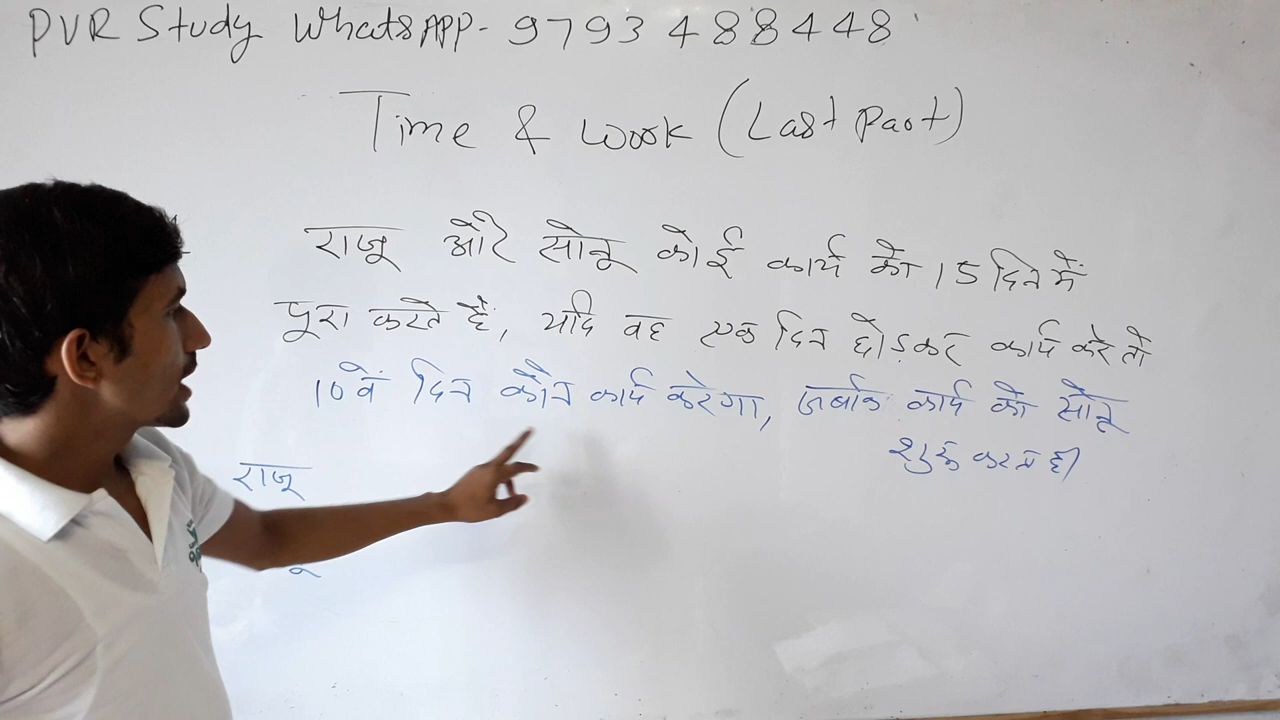 PVR Study WhatsAPP- 9793488448
Time & Work (Last Part)
राजू और सोनू कोई कार्य को 15 दिन में
पूरा करते हैं, यदि वह एक दिन छोड़कर कार्य करे तो
10वें दिन कौन कार्य करेगा, जबकि कार्य को सोनू
शुरू करता है।
राजू